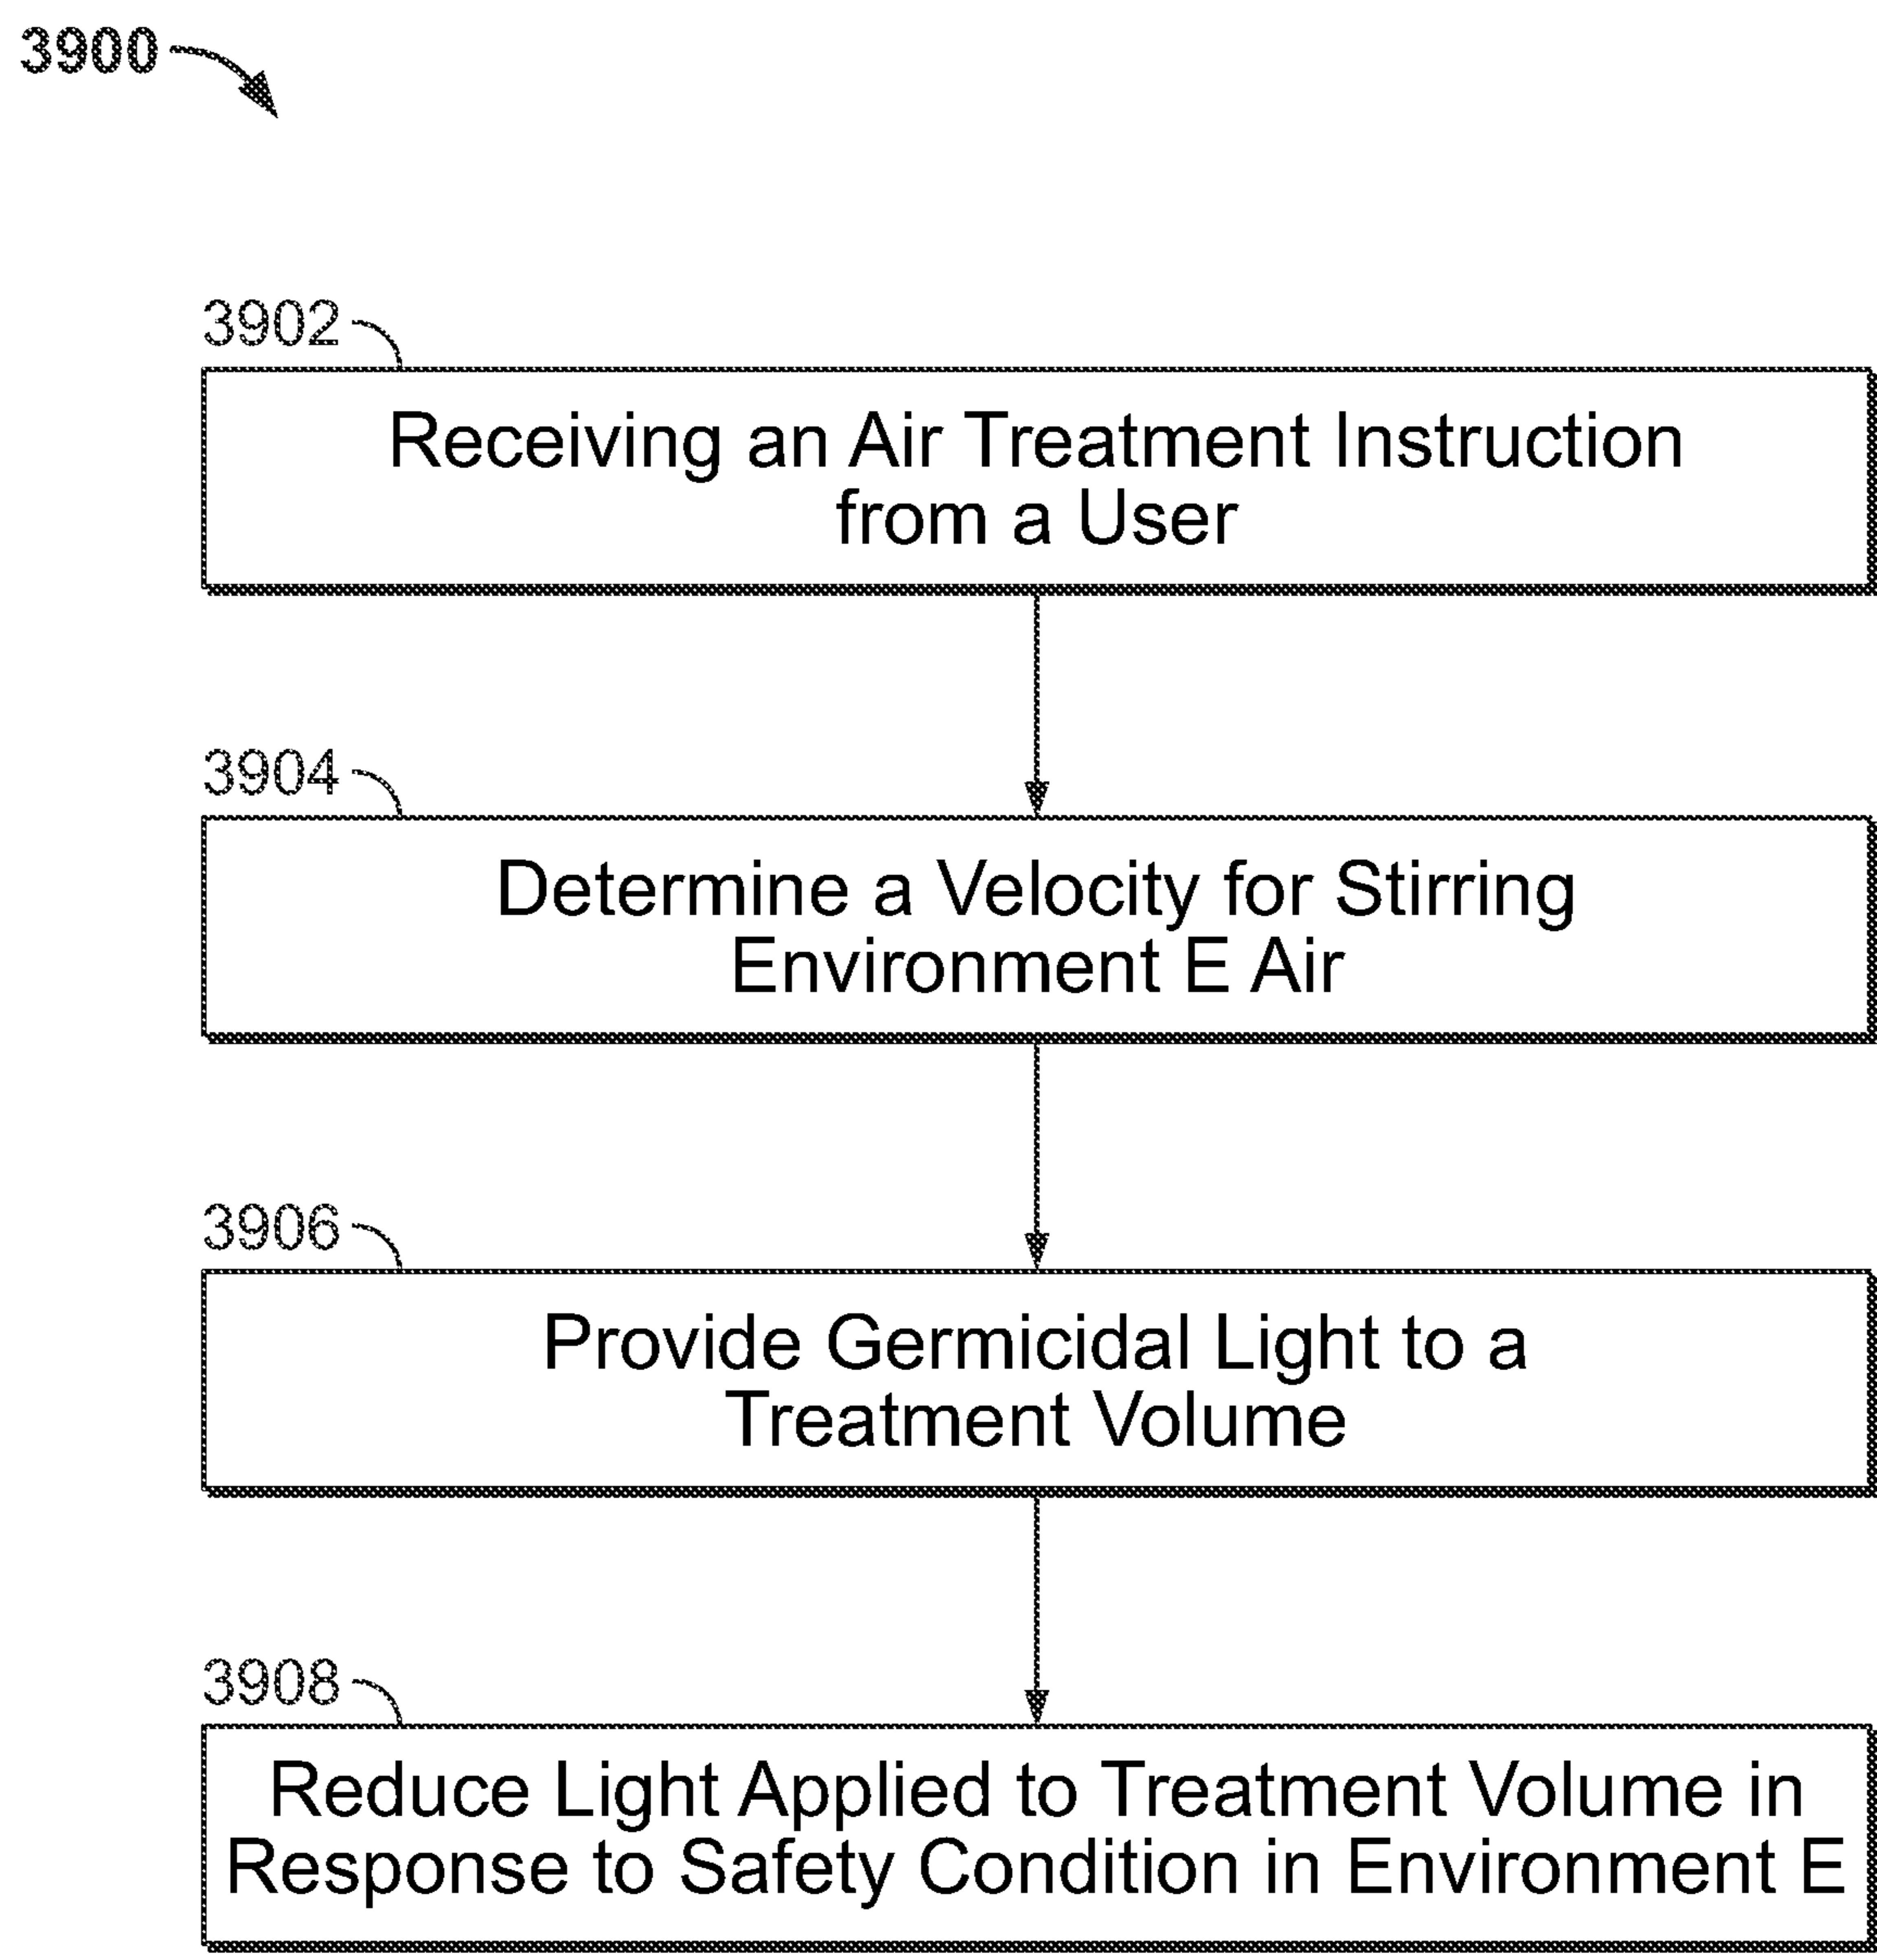 3900
3902
Receiving an Air Treatment Instruction
from a User
3904
Determine a Velocity for Stirring
Environment E Air
3906
Provide Germicidal Light to a
Treatment Volume
3908
Reduce Light Applied to Treatment Volume in
Response to Safety Condition in Environment E